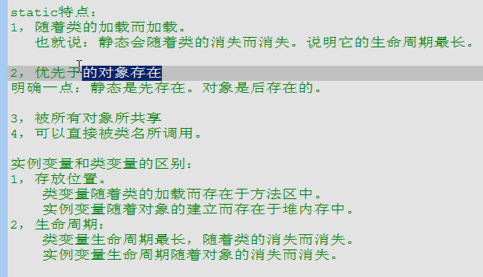 static特点：
1，随着类的加载而加载。
也就说：静态会随着类的消失而消失。说明它的生命周期最长。
2，优先于的对象存在
明确一点：静态是先存在。对象是后存在的。
3，被所有对象所共享
4，可以直接被类名所调用。
实例变量和类变量的区别：
1，存放位置。
类变量随着类的加载而存在于方法区中。
实例变量随着对象的建立而存在于堆内存中。
2，生命周期：
类变量生命周期最长，随着类的消失而消失。
实例变量生命周期随着对象的消失而消失。